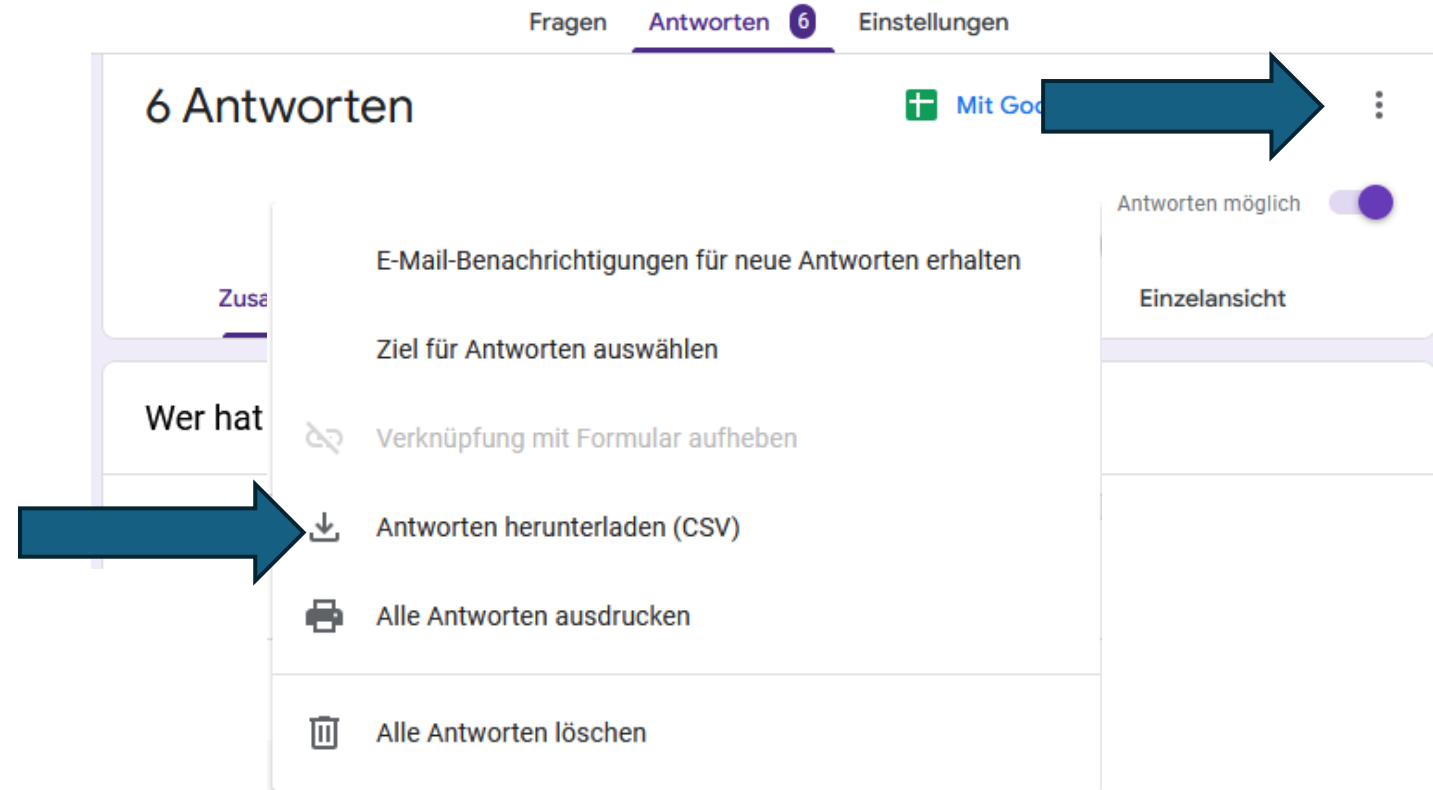 Fragen Antworten 6 Einstellungen
6 Antworten
Mit
Antworten möglich
E-Mail-Benachrichtigungen für neue Antworten erhalten
Einzelansicht
Ziel für Antworten auswählen
Wer hat
Verknüpfung mit Formular aufheben
Antworten herunterladen (CSV)
Alle Antworten ausdrucken
Alle Antworten löschen